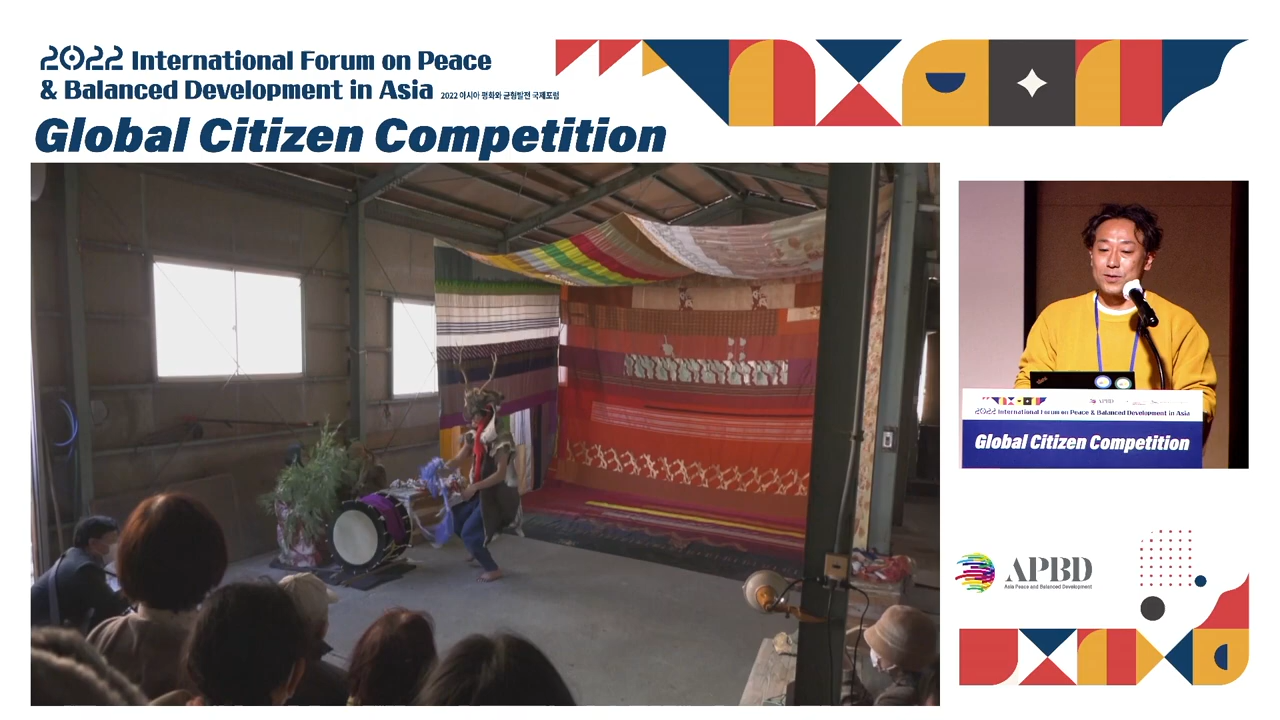 2022 International Forum on Peace
& Balanced Development in Asia 2022 아시아 평화와 균형발전 국제포럼
Global Citizen Competition
APBD
2022 International Forum on Peace & Balanced Development in Asia
Global Citizen Competition
APBD
Asia Peace and Balanced Development